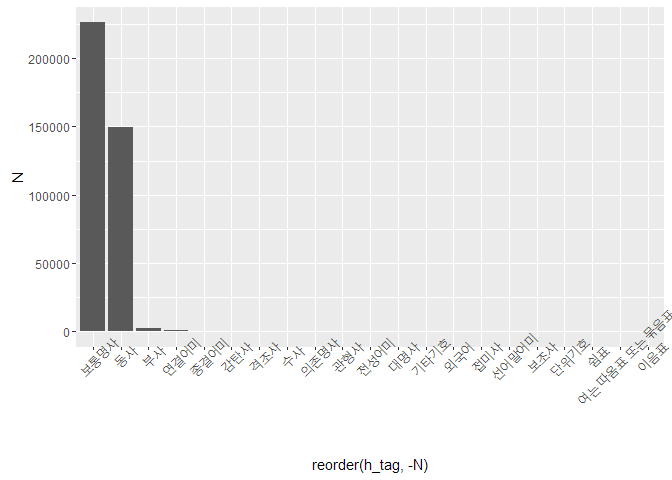 200000
150000
100000
50000
0
N
보통명사
동사
부사
연결어미
종결어미
감탄사
격조사
수사
의존명사
관형사
전성어미
대명사
기타기호
외국어
접미사
선어말어미
보조사
단위기호
쉼표
여는 따옴표 또는 묶음표
이음표
reorder(h_tag, -N)